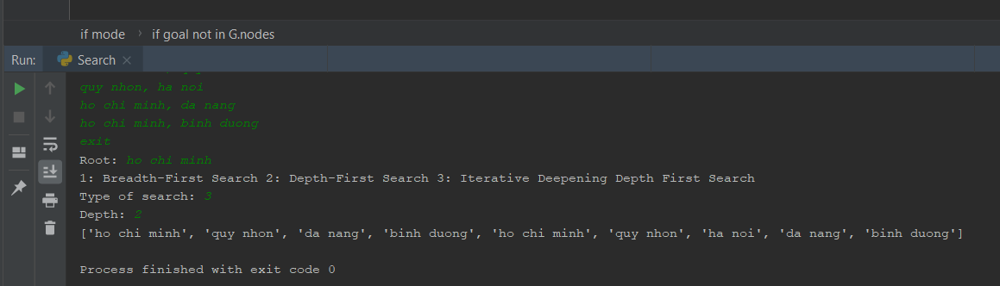 if mode › if goal not in G.nodes
Run: Search ×
quy nhon, ha noi
ho chi minh, da nang
ho chi minh, binh duong
exit
Root: ho chi minh
1: Breadth-First Search 2: Depth-First Search 3: Iterative Deepening Depth First Search
Type of search: 3
Depth: 2
['ho chi minh', 'quy nhon', 'da nang', 'binh duong', 'ho chi minh', 'quy nhon', 'ha noi', 'da nang', 'binh duong']
Process finished with exit code 0